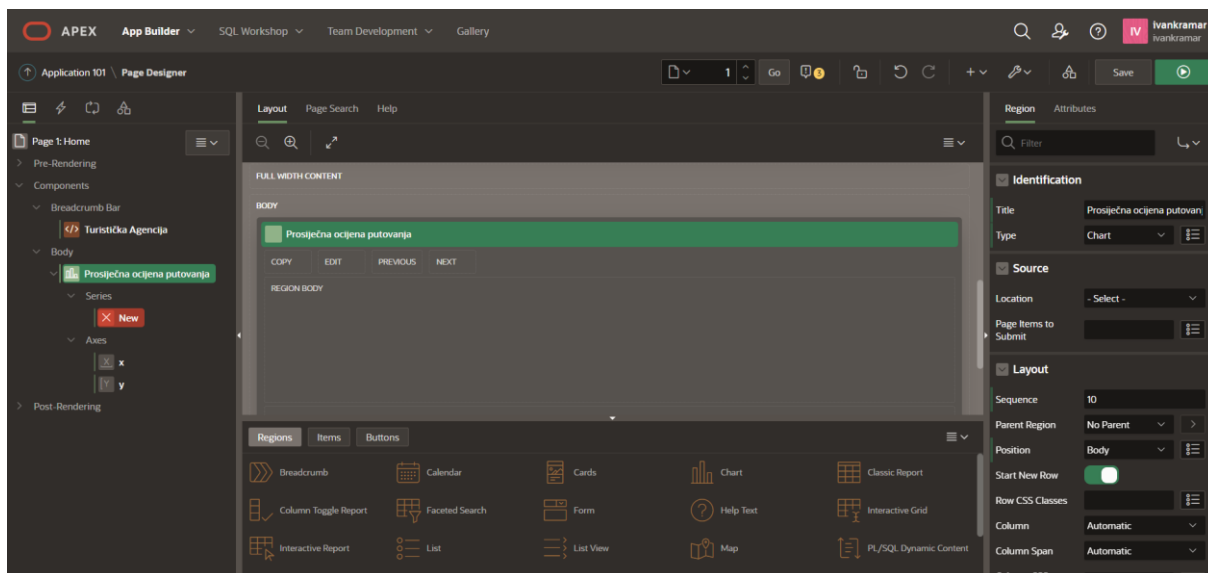 APEX App Builder SQL Workshop Team Development Gallery IV ivankramar
ivankramar
Application 101 \ Page Designer 1 Go 3 Save
Layout Page Search Help
Region Attributes
Page 1: Home
Filter
Pre-Rendering
Components
Breadcrumb Bar
</> Turistička Agencija
Body
Prosiječna ocijena putovanja
Series
New
Axes
X x
Y y
Post-Rendering
FULL WIDTH CONTENT
BODY
Prosiječna ocijena putovanja
COPY EDIT PREVIOUS NEXT
REGION BODY
Regions Items Buttons
Breadcrumb Calendar Cards Chart Classic Report
Column Toggle Report Faceted Search Form Help Text Interactive Grid
Interactive Report List List View Map PL/SQL Dynamic Content
Identification
Title Prosiječna ocijena putovanj
Type Chart
Source
Location - Select -
Page Items to
Submit
Layout
Sequence 10
Parent Region No Parent
Position Body
Start New Row
Row CSS Classes
Column Automatic
Column Span Automatic